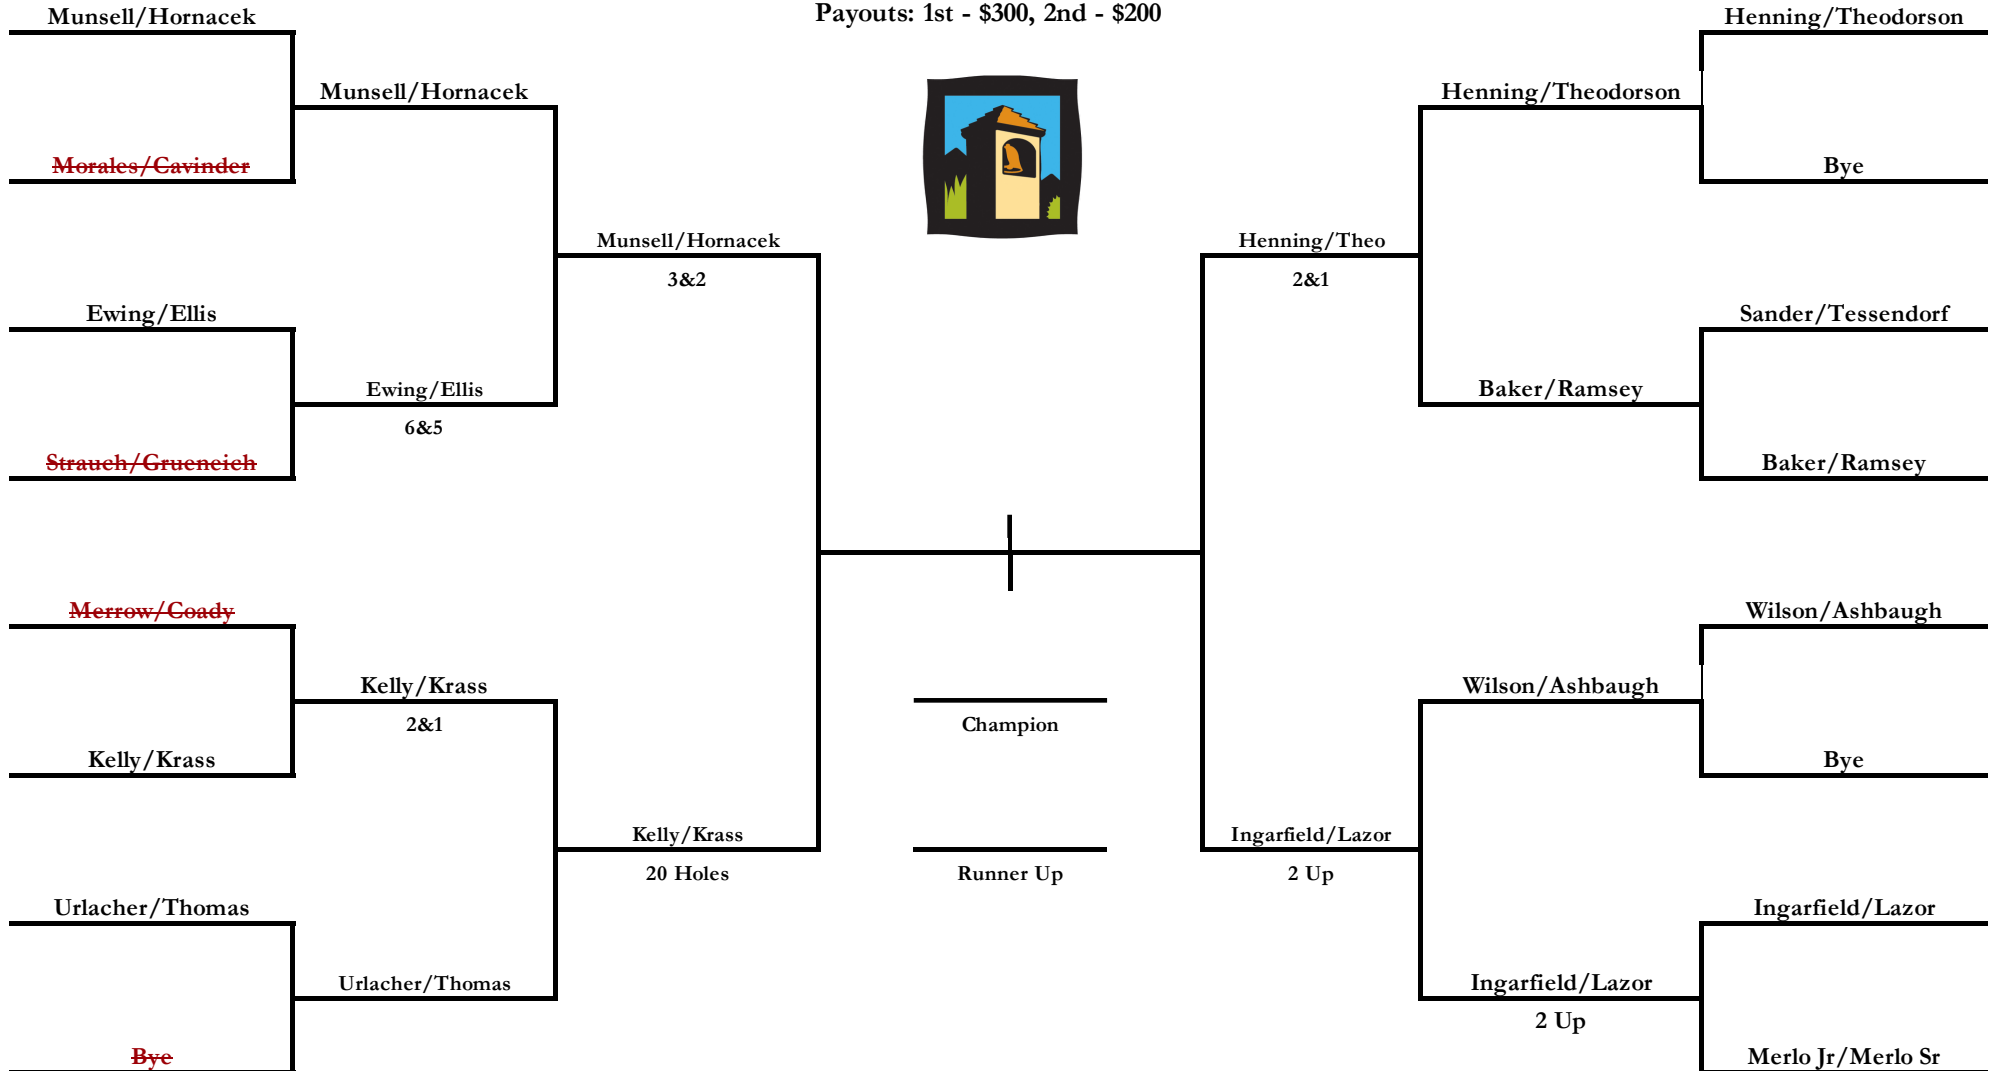 Payouts: 1st - $300, 2nd - $200
Munsell/Hornacek
Morales/Cavinder
Ewing/Ellis
Strauch/Grueneich
Merrow/Coady
Kelly/Krass
Urlacher/Thomas
Bye
Munsell/Hornacek
Ewing/Ellis
6&5
Kelly/Krass
2&1
Urlacher/Thomas
Munsell/Hornacek
3&2
Kelly/Krass
20 Holes
Champion
Runner Up
Henning/Theo
2&1
Ingarfield/Lazor
2 Up
Henning/Theodorson
Baker/Ramsey
Wilson/Ashbaugh
Ingarfield/Lazor
2 Up
Henning/Theodorson
Bye
Sander/Tessendorf
Baker/Ramsey
Wilson/Ashbaugh
Bye
Ingarfield/Lazor
Merlo Jr/Merlo Sr